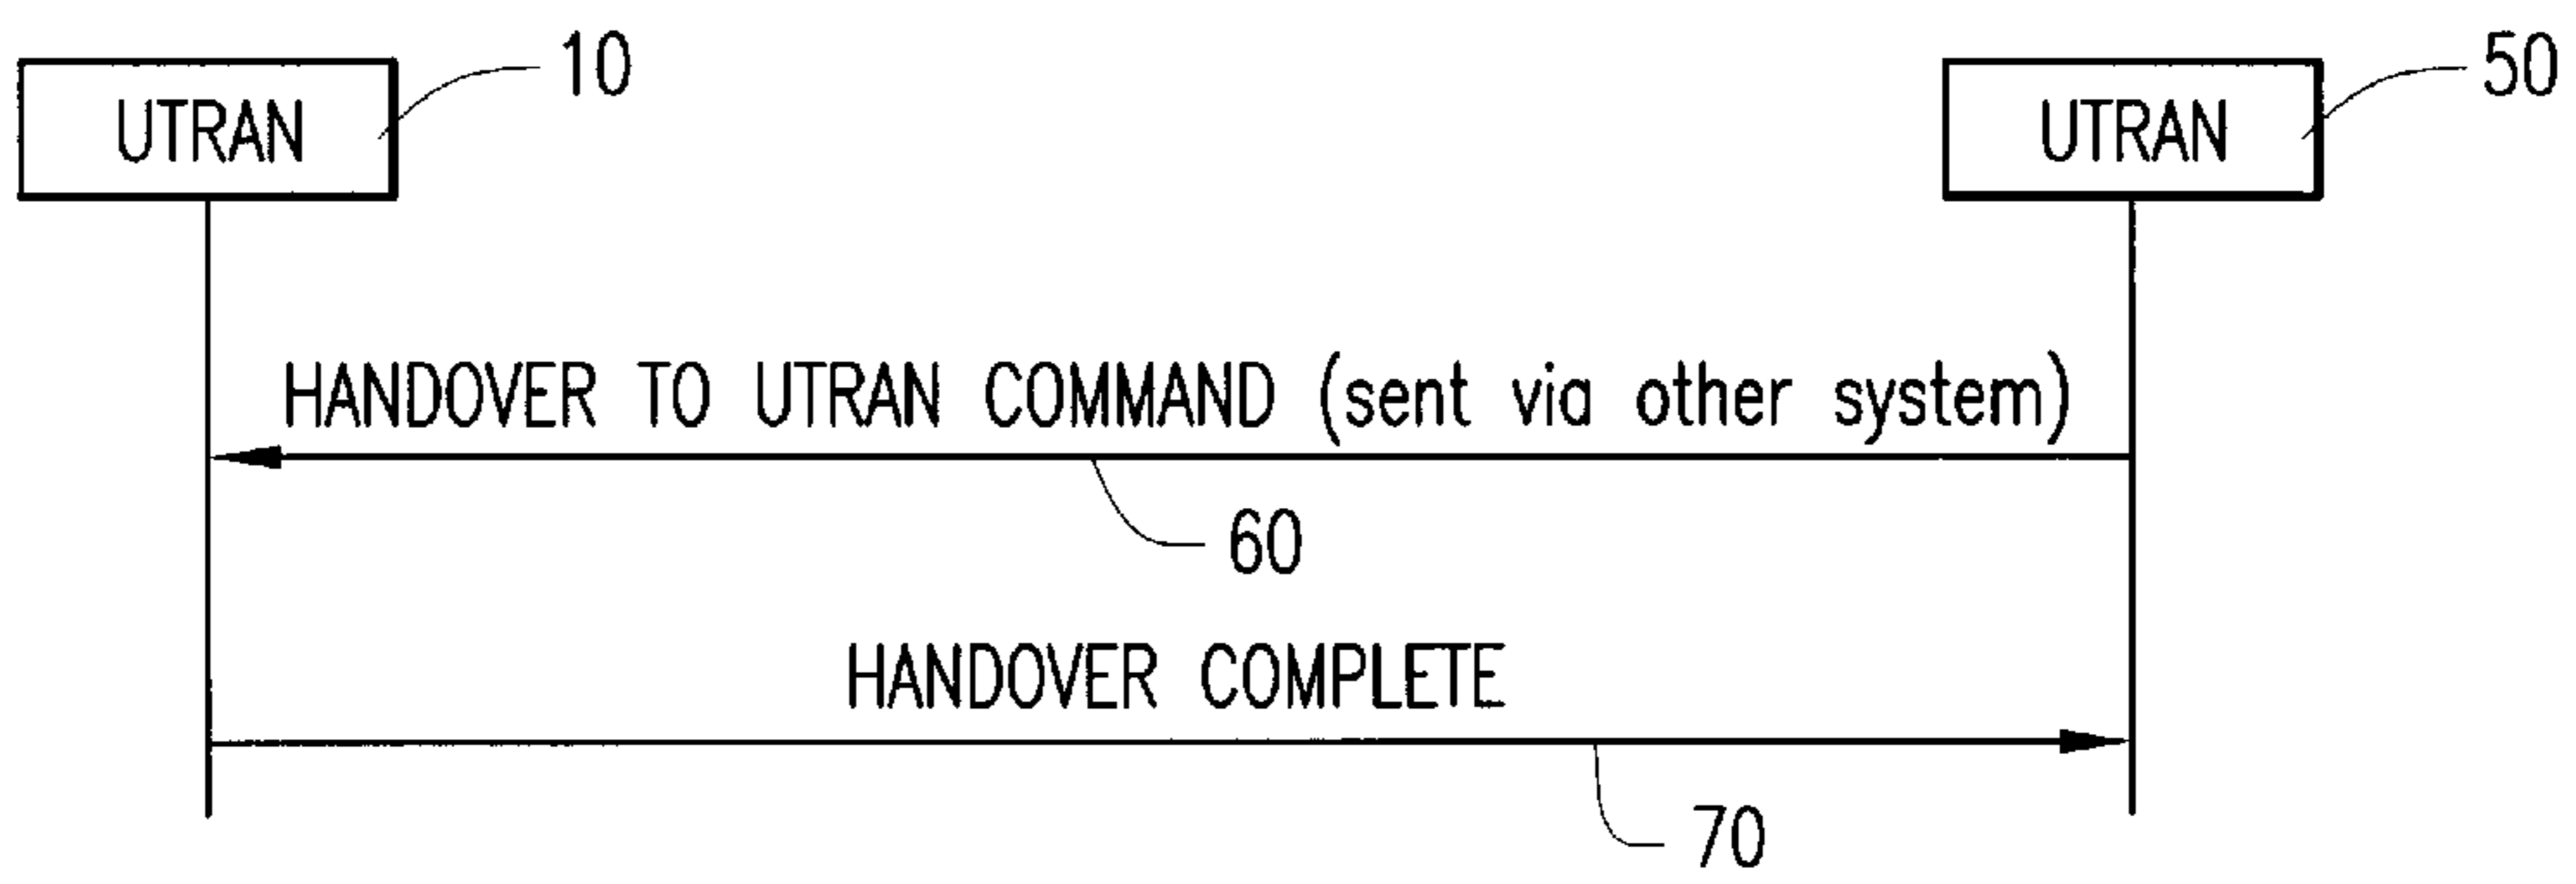 UTRAN 10 UTRAN 50
HANDOVER TO UTRAN COMMAND (sent via other system)
60
HANDOVER COMPLETE
70